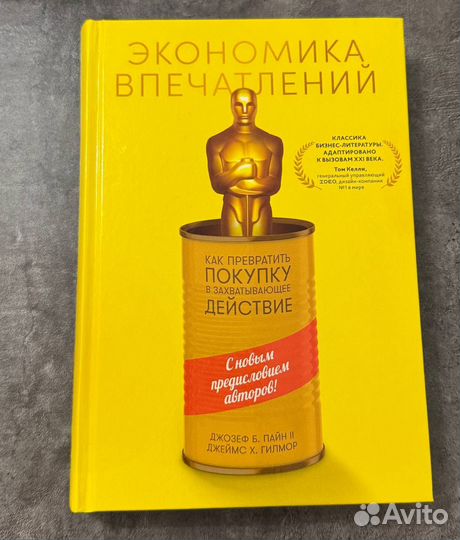 ЭКОНОМИКА
ВПЕЧАТЛЕНИЙ
КЛАССИКА
БИЗНЕС-ЛИТЕРАТУРЫ.
АДАПТИРОВАНО
К ВЫЗОВАМ XXI ВЕКА.
Том Келли,
генеральный управляющий
IDEO, дизайн-компании
№1 в мире
КАК ПРЕВРАТИТЬ
ПОКУПКУ
В ЗАХВАТЫВАЮЩЕЕ
ДЕЙСТВИЕ
С новым
предисловием
авторов!
ДЖОЗЕФ Б. ПАЙН II
ДЖЕЙМС Х. ГИЛМОР
Avito